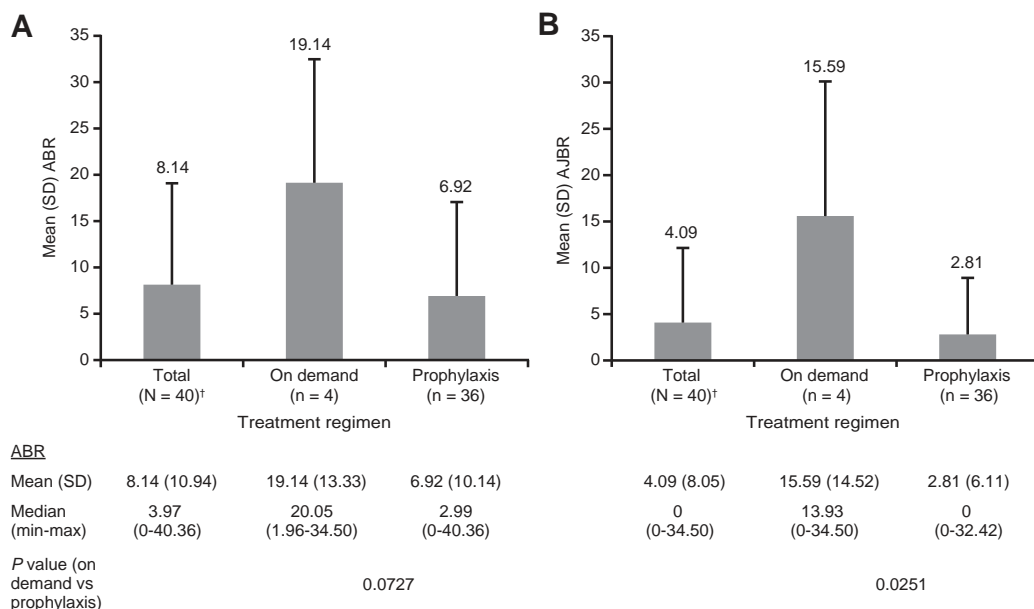 A
Mean (SD) ABR
35
30
25
20
15
10
5
0
8.14
19.14
6.92
Total
(N = 40)†
On demand
(n = 4)
Prophylaxis
(n = 36)
Treatment regimen
B
Mean (SD) AJBR
35
30
25
20
15
10
5
0
4.09
15.59
2.81
Total
(N = 40)†
On demand
(n = 4)
Prophylaxis
(n = 36)
Treatment regimen
ABR
Mean (SD) 8.14 (10.94) 19.14 (13.33) 6.92 (10.14) 4.09 (8.05) 15.59 (14.52) 2.81 (6.11)
Median 3.97 20.05 2.99 0 13.93 0
(min-max) (0-40.36) (1.96-34.50) (0-40.36) (0-34.50) (0-34.50) (0-32.42)
P value (on
demand vs 0.0727 0.0251
prophylaxis)